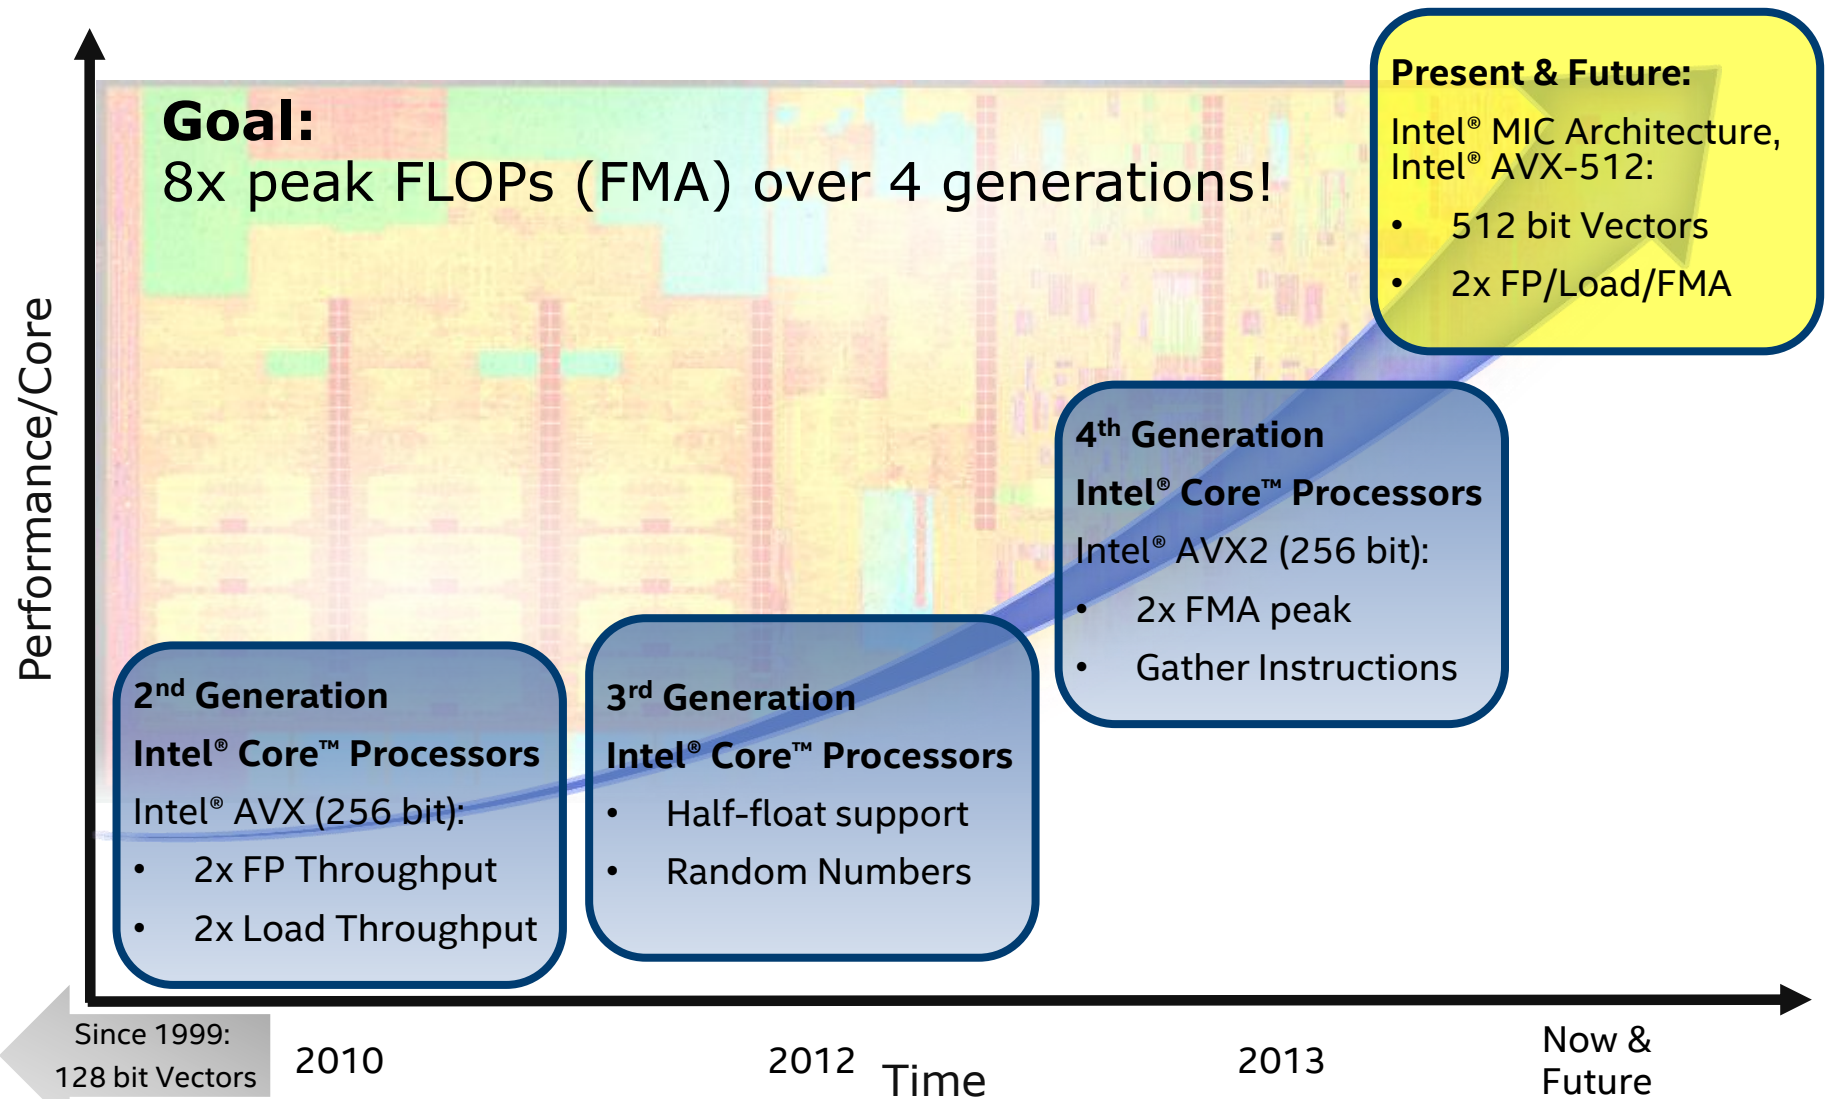 Goal:
8x peak FLOPs (FMA) over 4 generations!
Present & Future:
Intel® MIC Architecture,
Intel® AVX-512:
• 512 bit Vectors
• 2x FP/Load/FMA
4th Generation
Intel® Core™ Processors
Intel® AVX2 (256 bit):
• 2x FMA peak
• Gather Instructions
2nd Generation
Intel® Core™ Processors
Intel® AVX (256 bit):
• 2x FP Throughput
• 2x Load Throughput
3rd Generation
Intel® Core™ Processors
• Half-float support
• Random Numbers
Performance/Core
Since 1999:
128 bit Vectors
2010
2012
Time
2013
Now &
Future